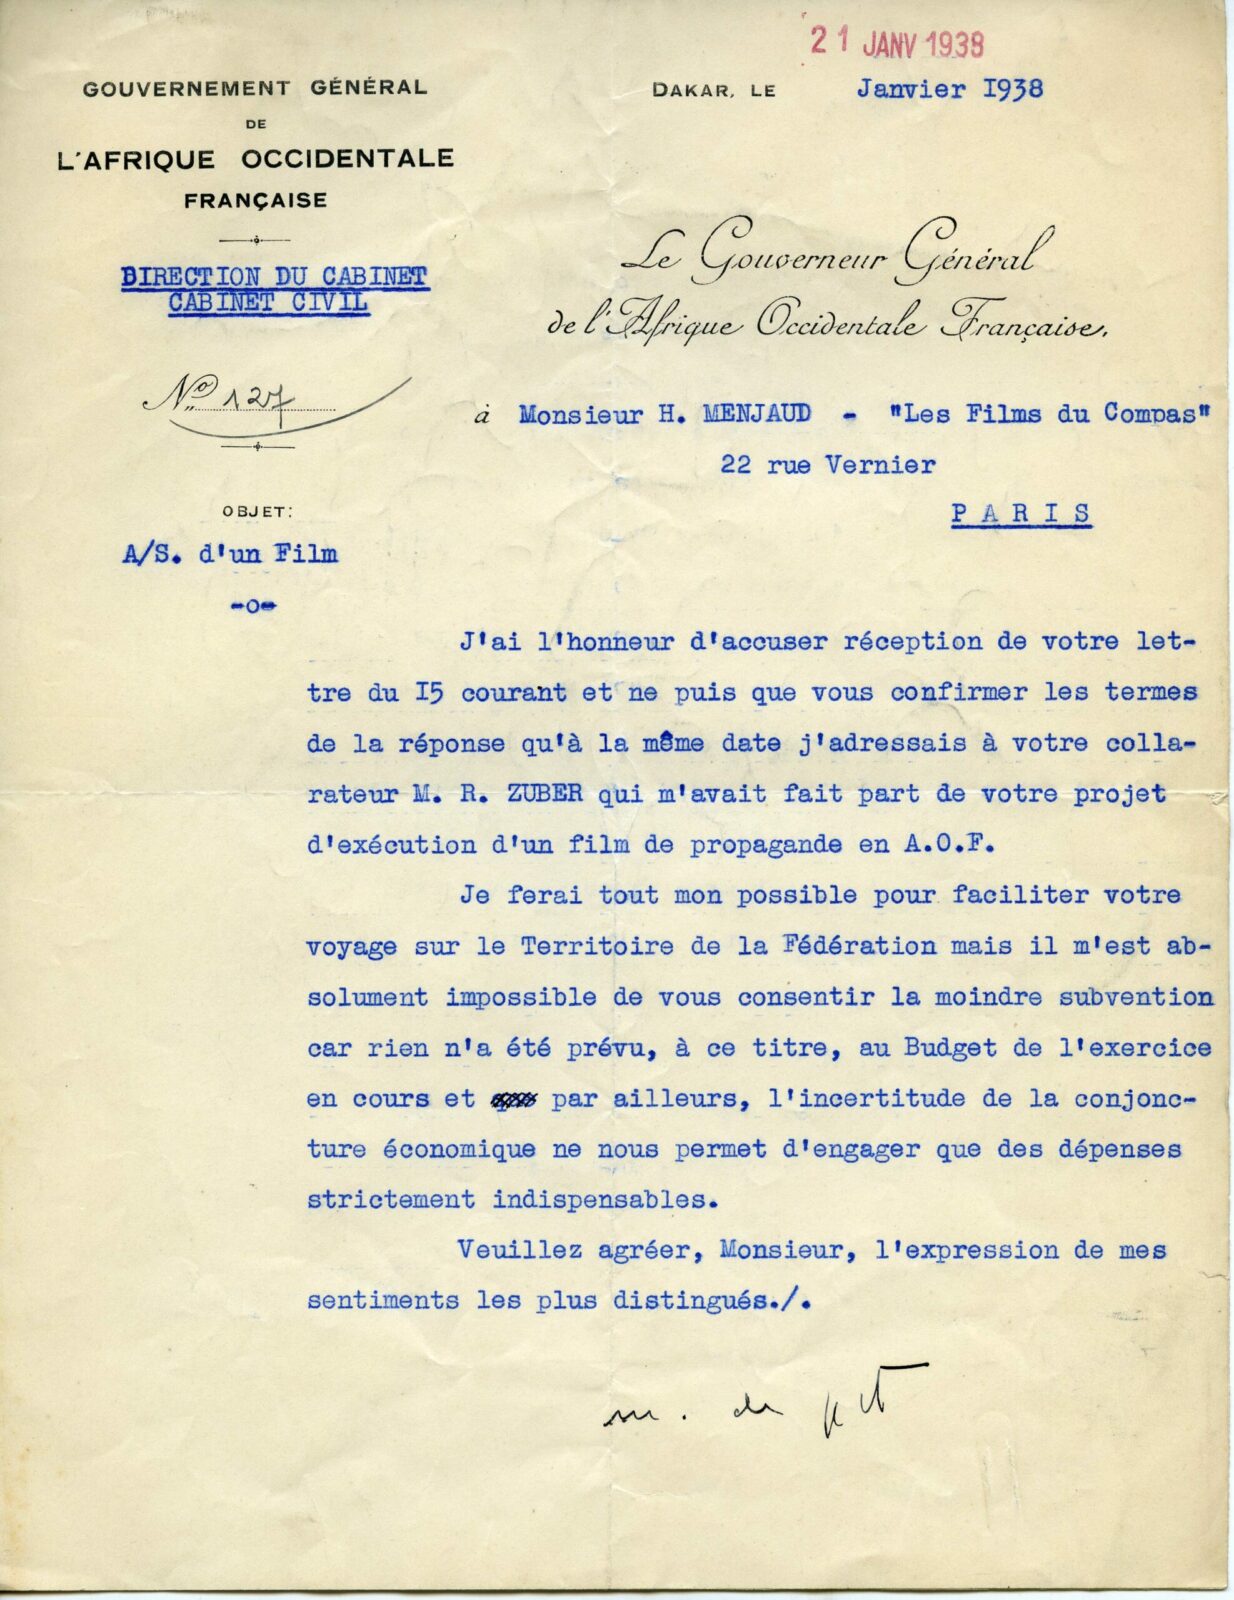 21 JANV 1938
GOUVERNEMENT GÉNÉRAL
DE
L'AFRIQUE OCCIDENTALE
FRANÇAISE
DIRECTION DU CABINET
CABINET CIVIL
Nº 127
OBJET:
A/S. d'un Film
-o-
DAKAR, LE Janvier I938
Le Gouverneur Général
de l'Afrique Occidentale Française.
à Monsieur H. MENJAUD - "Les Films du Compas"
22 rue Vernier
P A R I S
J'ai l'honneur d'accuser réception de votre let-
tre du I5 courant et ne puis que vous confirmer les termes
de la réponse qu'à la même date j'adressais à votre colla-
rateur M. R. ZUBER qui m'avait fait part de votre projet
d'exécution d'un film de propagande en A.O.F.
Je ferai tout mon possible pour faciliter votre
voyage sur le Territoire de la Fédération mais il m'est ab-
solument impossible de vous consentir la moindre subvention
car rien n'a été prévu, à ce titre, au Budget de l'exercice
en cours et par ailleurs, l'incertitude de la conjonc-
ture économique ne nous permet d'engager que des dépenses
strictement indispensables.
Veuillez agréer, Monsieur, l'expression de mes
sentiments les plus distingués./.